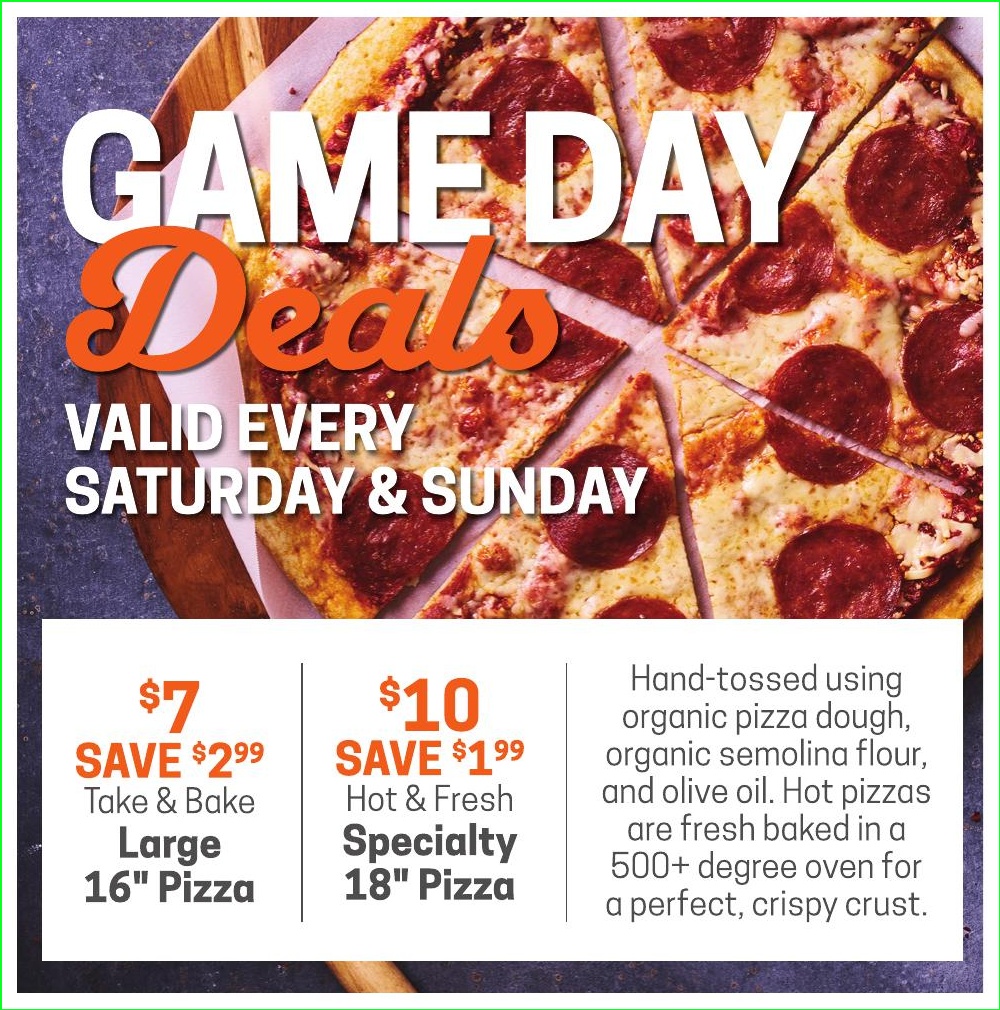 GAME DAY
Deals
VALID EVERY
SATURDAY & SUNDAY
$7
SAVE $2.99
Take & Bake
Large
16" Pizza
$10
SAVE $1.99
Hot & Fresh
Specialty
18" Pizza
Hand-tossed using
organic pizza dough,
organic semolina flour,
and olive oil. Hot pizzas
are fresh baked in a
500+ degree oven for
a perfect, crispy crust.